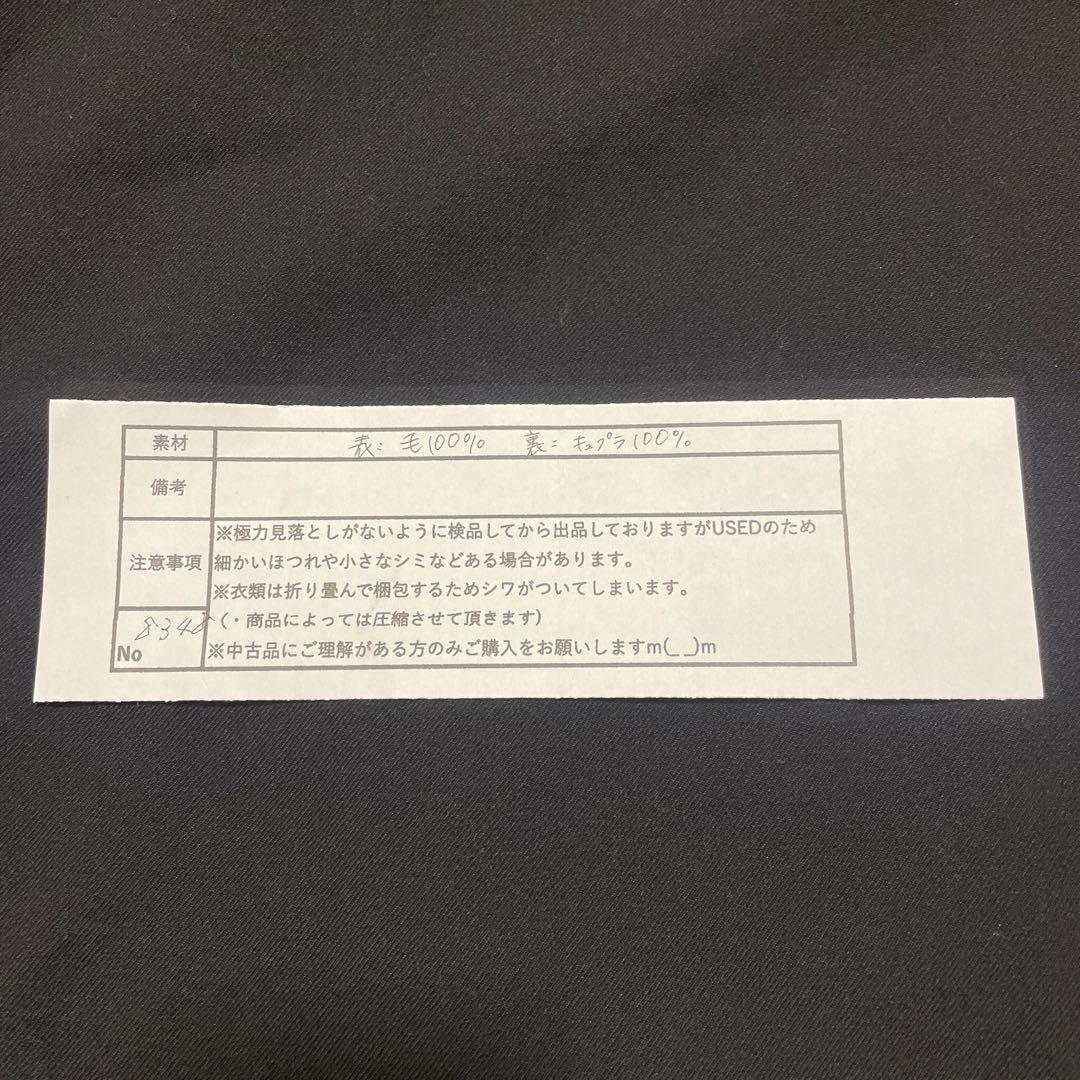 素材 表:毛100% 裏:キュプラ100%
備考
注意事項
※極力見落としがないように検品してから出品しておりますがUSEDのため
細かいほつれや小さなシミなどある場合があります。
※衣類は折り畳んで梱包するためシワがついてしまいます。
(・商品によっては圧縮させて頂きます)
※中古品にご理解がある方のみご購入をお願いしますm(_ _)m
No